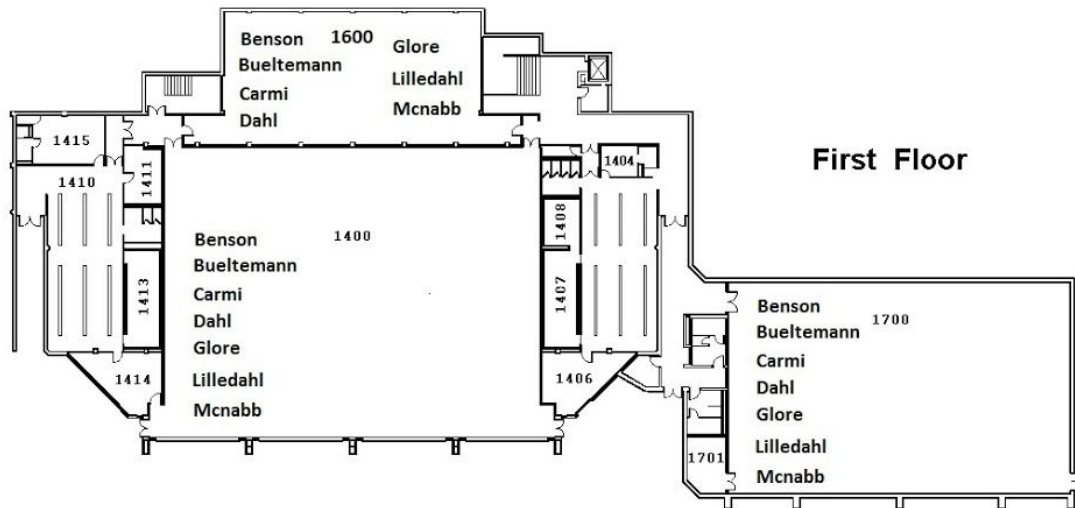 Benson 1600 Glore
Bueltemann
Carmi Lilledahl
Dahl Mcnabb
1415
1410
1411
1404
First Floor
1400
1408
Benson
Bueltemann
Carmi
Dahl
Glore
Lilledahl
Mcnabb
1413
1407
1414
1406
Benson
1700
Bueltemann
Carmi
Dahl
Glore
Lilledahl
Mcnabb
1701